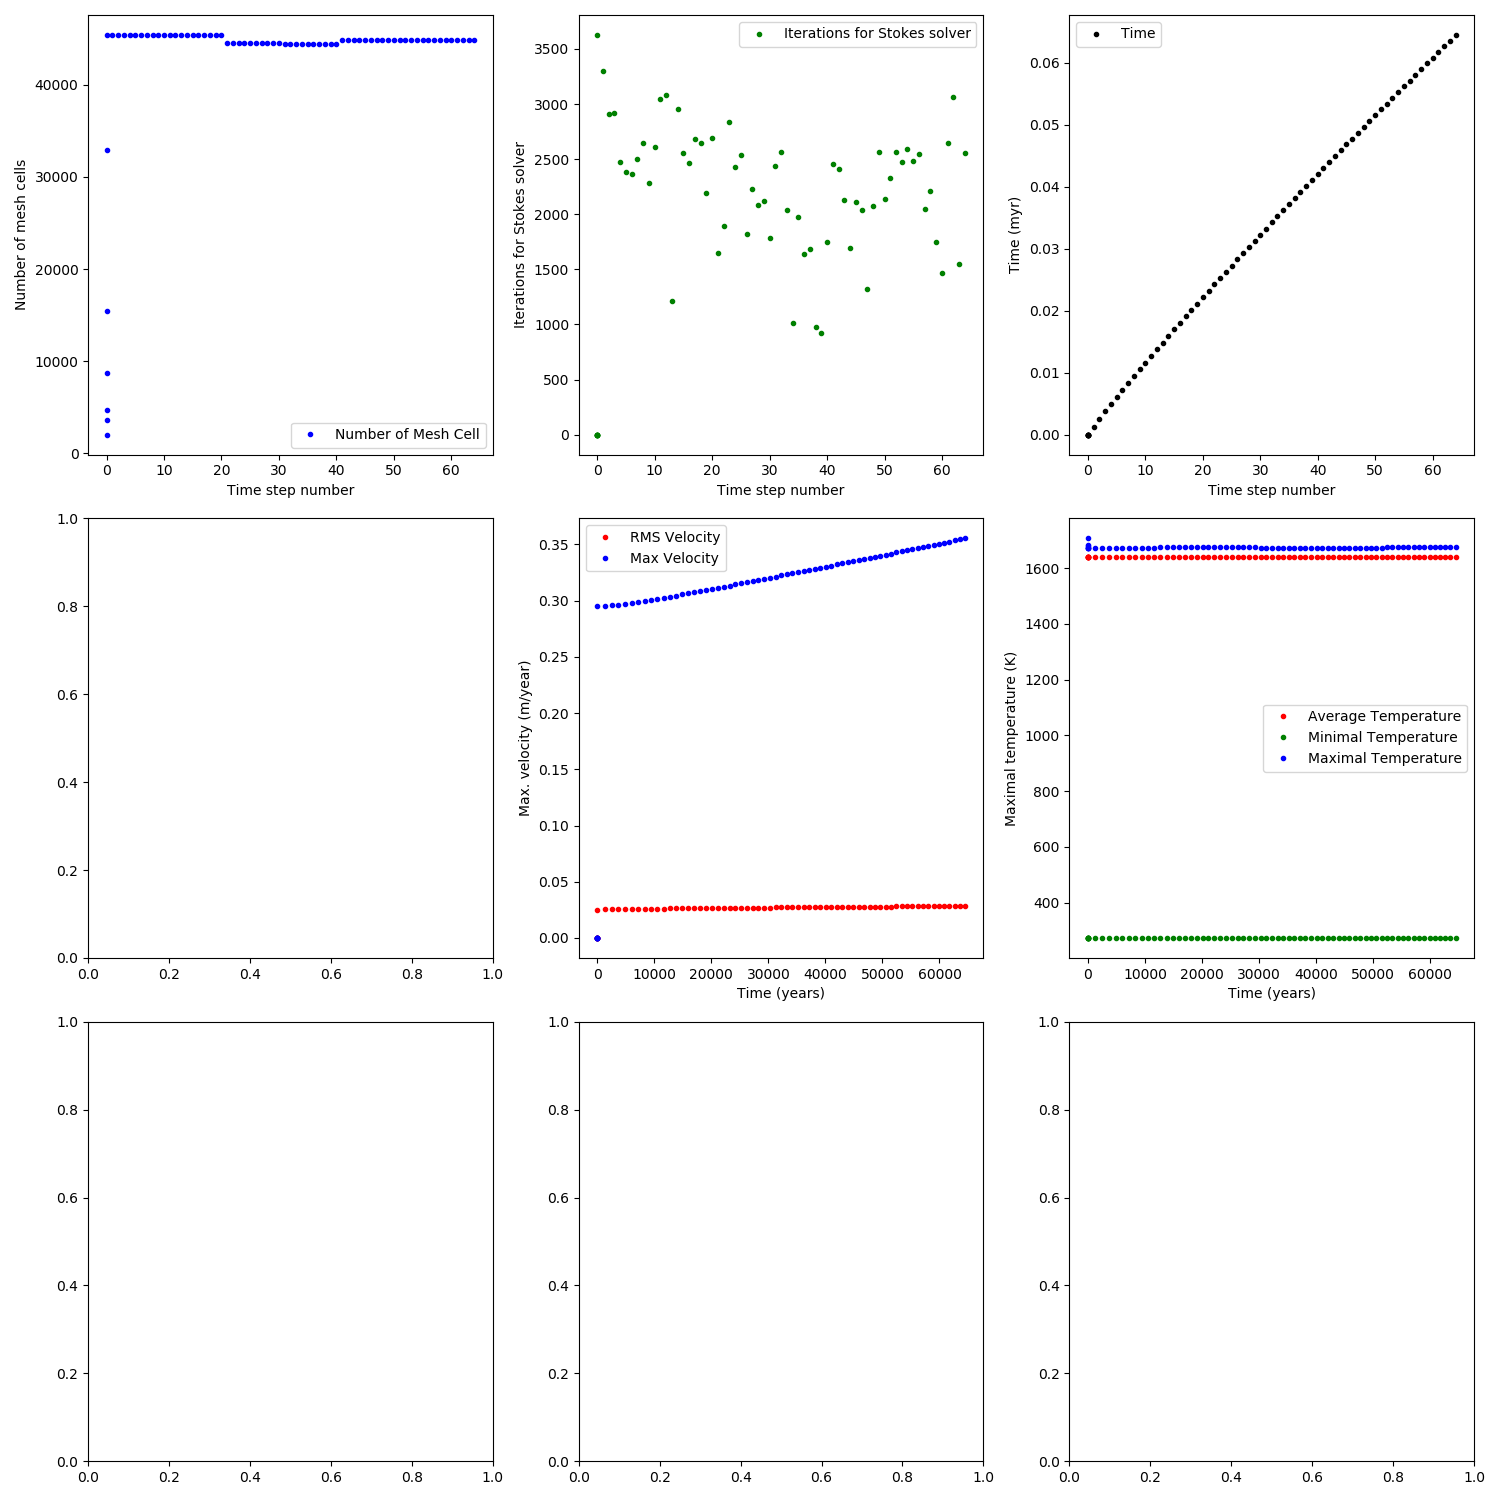 Number of mesh cells
40000
30000
20000
10000
0
Number of Mesh Cell
0 10 20 30 40 50 60
Time step number
Iterations for Stokes solver
3500
3000
2500
2000
1500
1000
500
0
Iterations for Stokes solver
0 10 20 30 40 50 60
Time step number
Time (myr)
0.06
0.05
0.04
0.03
0.02
0.01
0.00
Time
0 10 20 30 40 50 60
Time step number
1.0
0.8
0.6
0.4
0.2
0.0
0.0 0.2 0.4 0.6 0.8 1.0
Max. velocity (m/year)
0.35
0.30
0.25
0.20
0.15
0.10
0.05
0.00
RMS Velocity
Max Velocity
0 10000 20000 30000 40000 50000 60000
Time (years)
Maximal temperature (K)
1600
1400
1200
1000
800
600
400
Average Temperature
Minimal Temperature
Maximal Temperature
0 10000 20000 30000 40000 50000 60000
Time (years)
1.0
0.8
0.6
0.4
0.2
0.0
0.0 0.2 0.4 0.6 0.8 1.0
1.0
0.8
0.6
0.4
0.2
0.0
0.0 0.2 0.4 0.6 0.8 1.0
1.0
0.8
0.6
0.4
0.2
0.0
0.0 0.2 0.4 0.6 0.8 1.0